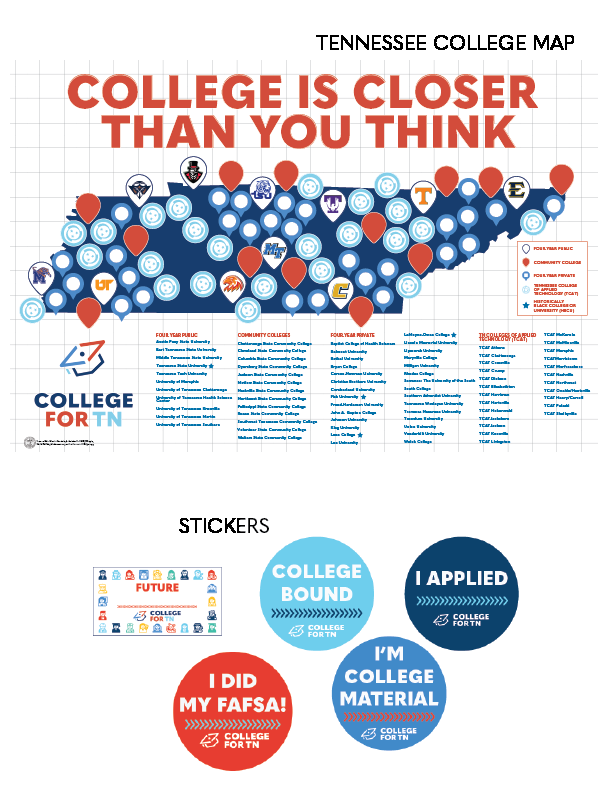 TENNESSEE COLLEGE MAP
COLLEGE IS CLOSER
THAN YOU THINK
FOUR-YEAR PUBLIC
COMMUNITY COLLEGE
FOUR-YEAR PRIVATE
TENNESSEE COLLEGE
OF APPLIED
TECHNOLOGY (TCAT)
HISTORICALLY
BLACK COLLEGE OR
UNIVERSITY (HBCU)
COLLEGE
FOR TN
FOUR-YEAR PUBLIC
Austin Peay State University
East Tennessee State University
Middle Tennessee State University
Tennessee State University
Tennessee Tech University
University of Memphis
University of Tennessee Chattanooga
University of Tennessee Health Science
Center
University of Tennessee Knoxville
University of Tennessee Martin
University of Tennessee Southern
COMMUNITY COLLEGES
Chattanooga State Community College
Cleveland State Community College
Columbia State Community College
Dyersburg State Community College
Jackson State Community College
Motlow State Community College
Nashville State Community College
Northeast State Community College
Pellissippi State Community College
Roane State Community College
Southwest Tennessee Community College
Volunteer State Community College
Walters State Community College
FOUR-YEAR PRIVATE
Baptist College of Health Sciences
Belmont University
Bethel University
Bryan College
Carson-Newman University
Christian Brothers University
Cumberland University
Fisk University
Freed-Hardeman University
John A. Gupton College
Johnson University
King University
Lane College
Lee University
LeMoyne-Owen College
Lincoln Memorial University
Lipscomb University
Maryville College
Milligan University
Rhodes College
Sewanee: The University of the South
South College
Southern Adventist University
Tennessee Wesleyan University
Trevecca Nazarene University
Tusculum University
Union University
Vanderbilt University
Welch College
TN COLLEGES OF APPLIED
TECHNOLOGY (TCAT)
TCAT Athens
TCAT Chattanooga
TCAT Crossville
TCAT Crump
TCAT Dickson
TCAT Elizabethton
TCAT Harriman
TCAT Hartsville
TCAT Hohenwald
TCAT Jacksboro
TCAT Jackson
TCAT Knoxville
TCAT Livingston
TCAT McKenzie
TCAT McMinnville
TCAT Memphis
TCAT Morristown
TCAT Murfreesboro
TCAT Nashville
TCAT Northwest
TCAT Oneida/Huntsville
TCAT Henry/Carroll
TCAT Pulaski
TCAT Shelbyville
STICKERS
FUTURE
COLLEGE
FOR TN
COLLEGE
BOUND
COLLEGE
FOR TN
I APPLIED
COLLEGE
FOR TN
I DID
MY FAFSA!
COLLEGE
FOR TN
I'M
COLLEGE
MATERIAL
COLLEGE
FOR TN